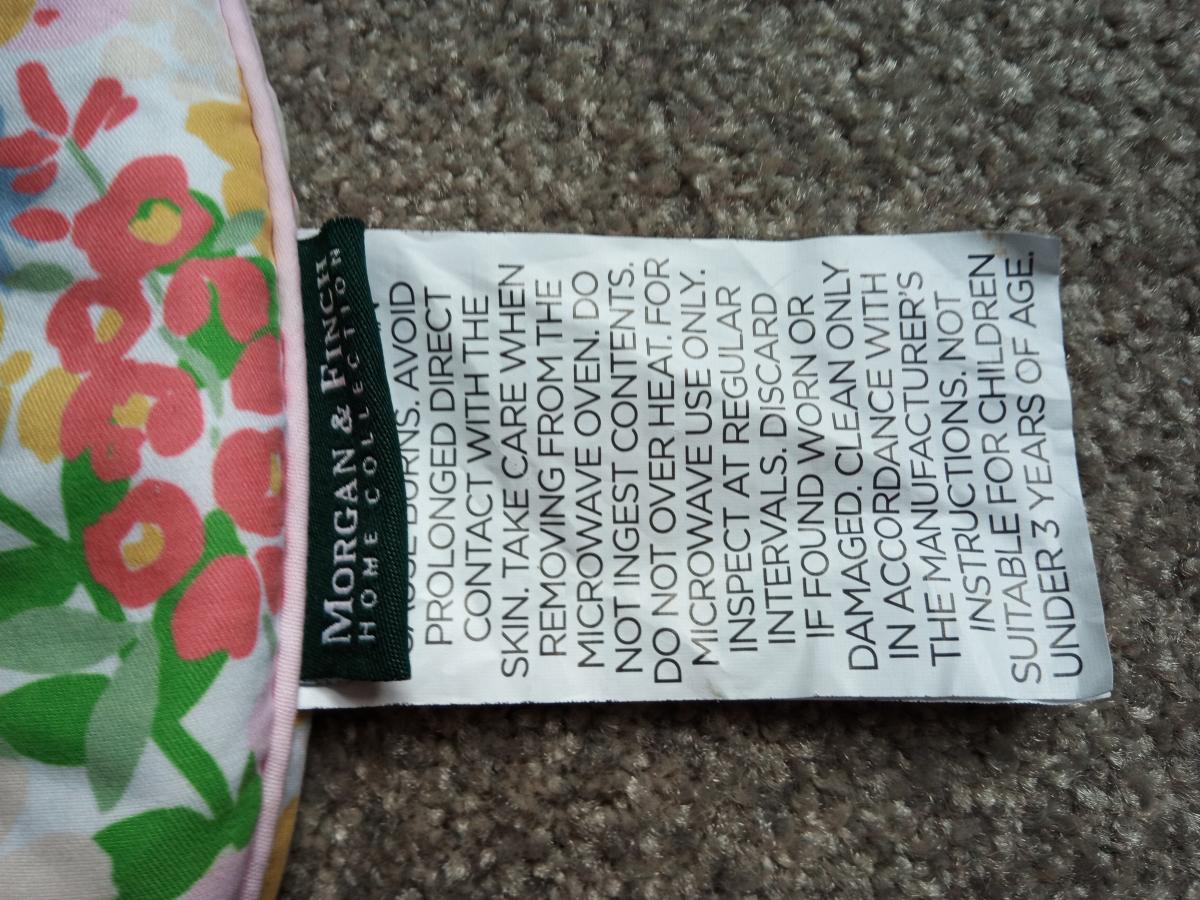 MORGAN & FINCH
HOME COLLECTION
CAUSE BURNS. AVOID
PROLONGED DIRECT
CONTACT WITH THE
SKIN. TAKE CARE WHEN
REMOVING FROM THE
MICROWAVE OVEN. DO
NOT INGEST CONTENTS.
DO NOT OVER HEAT. FOR
MICROWAVE USE ONLY.
INSPECT AT REGULAR
INTERVALS. DISCARD
IF FOUND WORN OR
DAMAGED. CLEAN ONLY
IN ACCORDANCE WITH
THE MANUFACTURER'S
INSTRUCTIONS. NOT
SUITABLE FOR CHILDREN
UNDER 3 YEARS OF AGE.